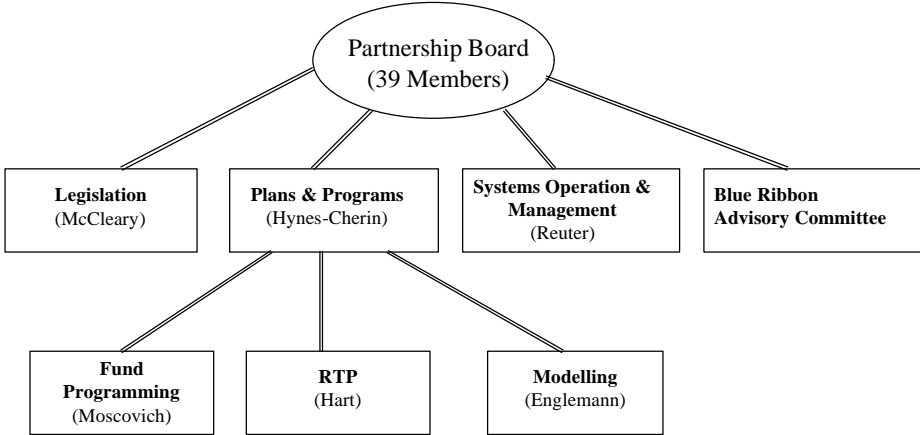 Partnership Board
(39 Members)
Legislation
(McCleary)
Plans & Programs
(Hynes-Cherin)
Systems Operation &
Management
(Reuter)
Blue Ribbon
Advisory Committee
Fund
Programming
(Moscovich)
RTP
(Hart)
Modelling
(Englemann)